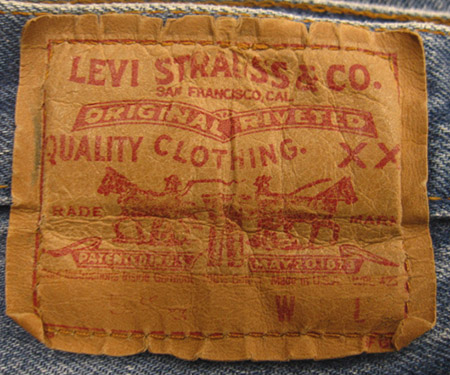 LEVI STRAUSS & CO.
SAN FRANCISCO, CAL.
ORIGINAL RIVETED
QUALITY CLOTHING. XX
TRADE MARK
PATENTED MAY 20 1873
W L